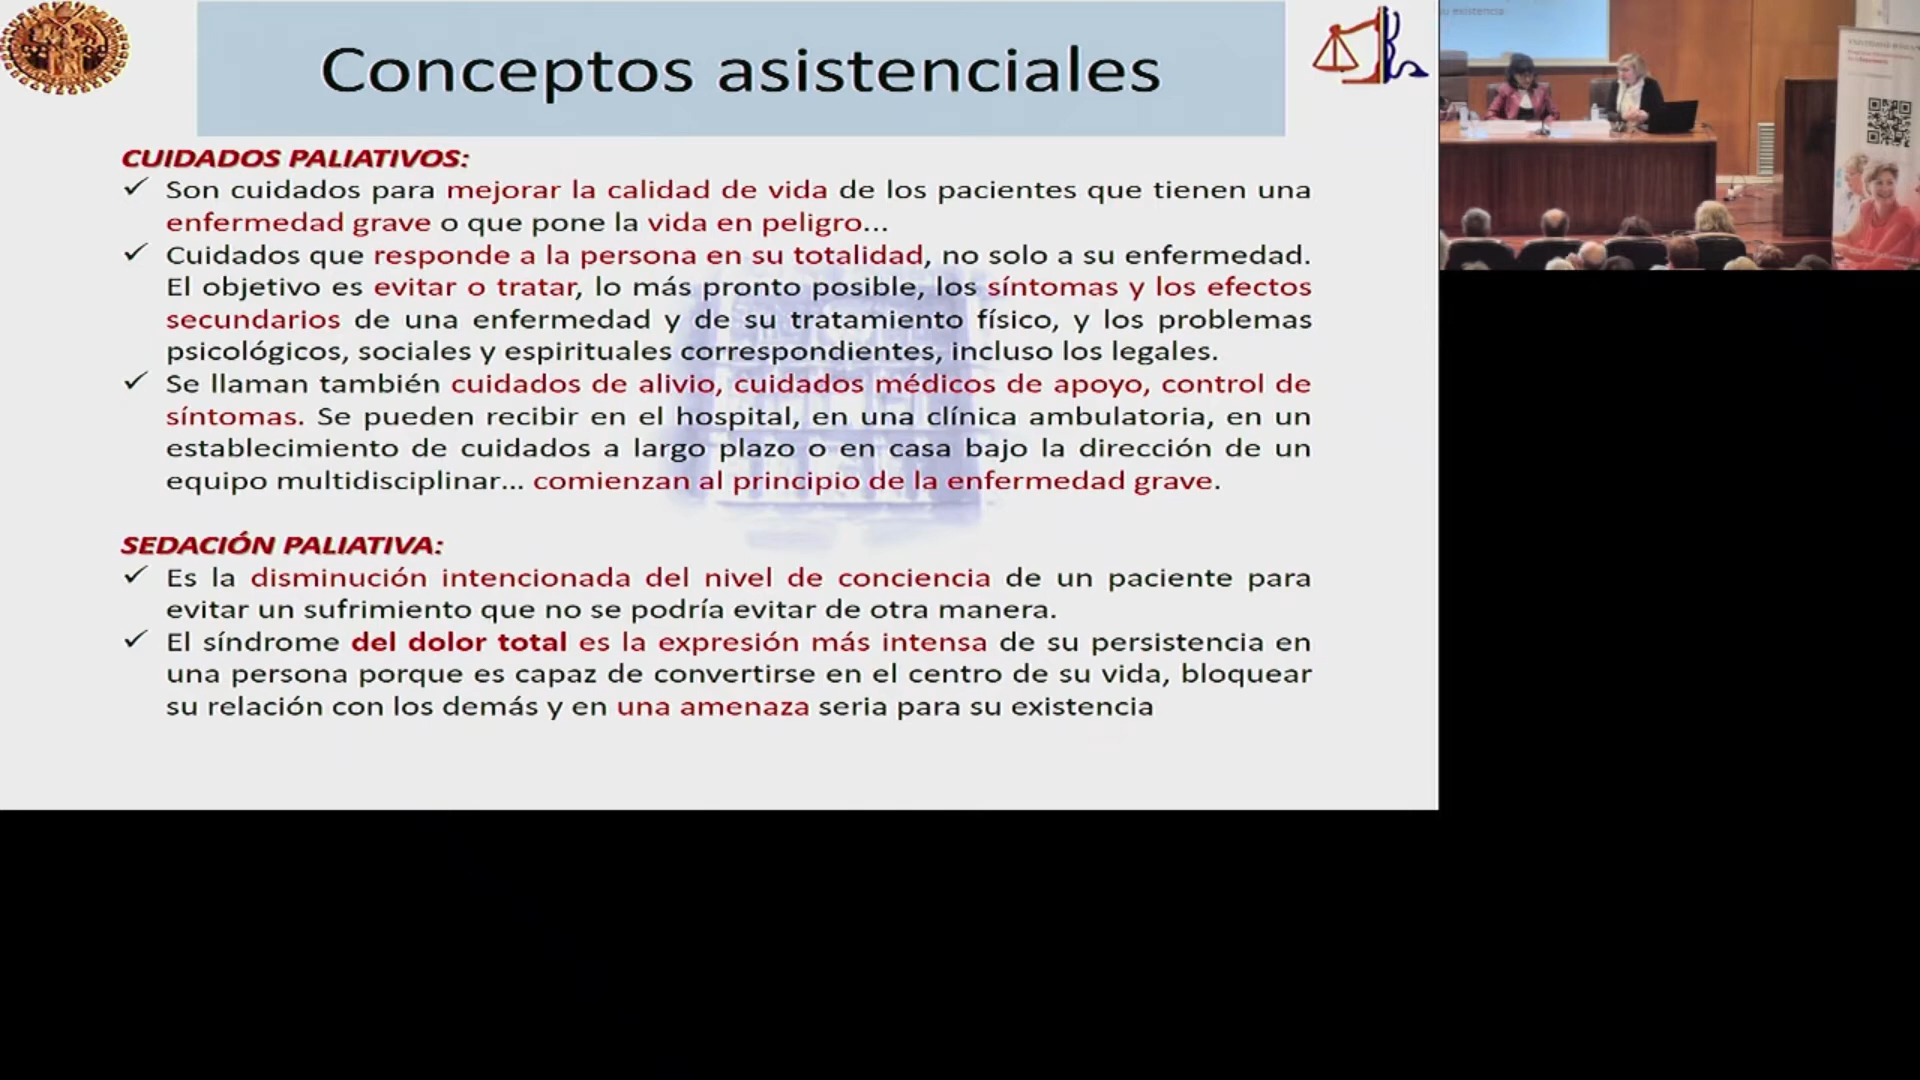 Conceptos asistenciales
CUIDADOS PALIATIVOS:
Son cuidados para mejorar la calidad de vida de los pacientes que tienen una
enfermedad grave o que pone la vida en peligro...
Cuidados que responde a la persona en su totalidad, no solo a su enfermedad.
El objetivo es evitar o tratar, lo más pronto posible, los síntomas y los efectos
secundarios de una enfermedad y de su tratamiento físico, y los problemas
psicológicos, sociales y espirituales correspondientes, incluso los legales.
Se llaman también cuidados de alivio, cuidados médicos de apoyo, control de
síntomas. Se pueden recibir en el hospital, en una clínica ambulatoria, en un
establecimiento de cuidados a largo plazo o en casa bajo la dirección de un
equipo multidisciplinar... comienzan al principio de la enfermedad grave.
SEDACIÓN PALIATIVA:
Es la disminución intencionada del nivel de conciencia de un paciente para
evitar un sufrimiento que no se podría evitar de otra manera.
El síndrome del dolor total es la expresión más intensa de su persistencia en
una persona porque es capaz de convertirse en el centro de su vida, bloquear
su relación con los demás y en una amenaza seria para su existencia
su existencia